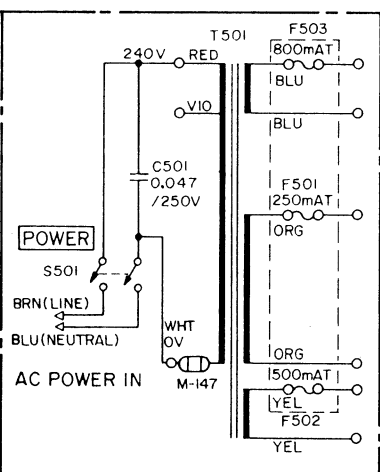 T501
F503
240V
RED
800mAT
BLU
VIO
BLU
C501
0.047
/250V
F501
250mAT
ORG
POWER
S501
BRN(LINE)
BLU(NEUTRAL)
WHT
0V
ORG
AC POWER IN
M-147
500mAT
YEL
F502
YEL